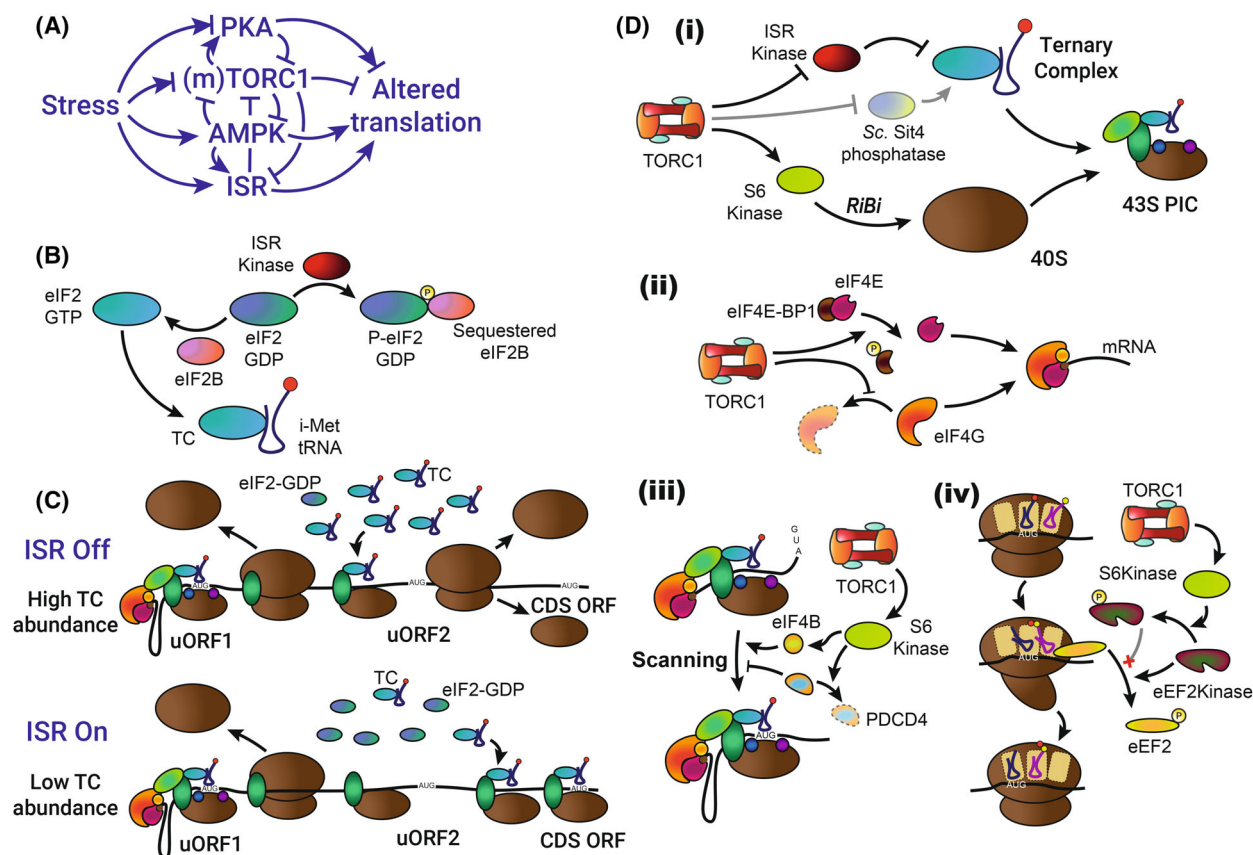 (A)
PKA
(m)TORC1
Stress
AMPK
ISR
Altered
translation
(B)
eIF2
GTP
eIF2B
eIF2
GDP
ISR
Kinase
P
P-eIF2
GDP
Sequestered
eIF2B
TC
i-Met
tRNA
(C)
ISR Off
High TC
abundance
eIF2-GDP
TC
AUG
AUG
AUG
uORF1
uORF2
CDS ORF
ISR On
Low TC
abundance
TC
eIF2-GDP
AUG
AUG
AUG
uORF1
uORF2
CDS ORF
(D)
(i)
ISR
Kinase
Ternary
Complex
TORC1
Sc. Sit4
phosphatase
S6
Kinase
RiBi
40S
43S PIC
(ii)
eIF4E
eIF4E-BP1
P
mRNA
TORC1
eIF4G
(iii)
G
U
A
TORC1
eIF4B
S6
Kinase
Scanning
PDCD4
AUG
(iv)
AUG
TORC1
S6Kinase
P
AUG
eEF2Kinase
P
eEF2
AUG